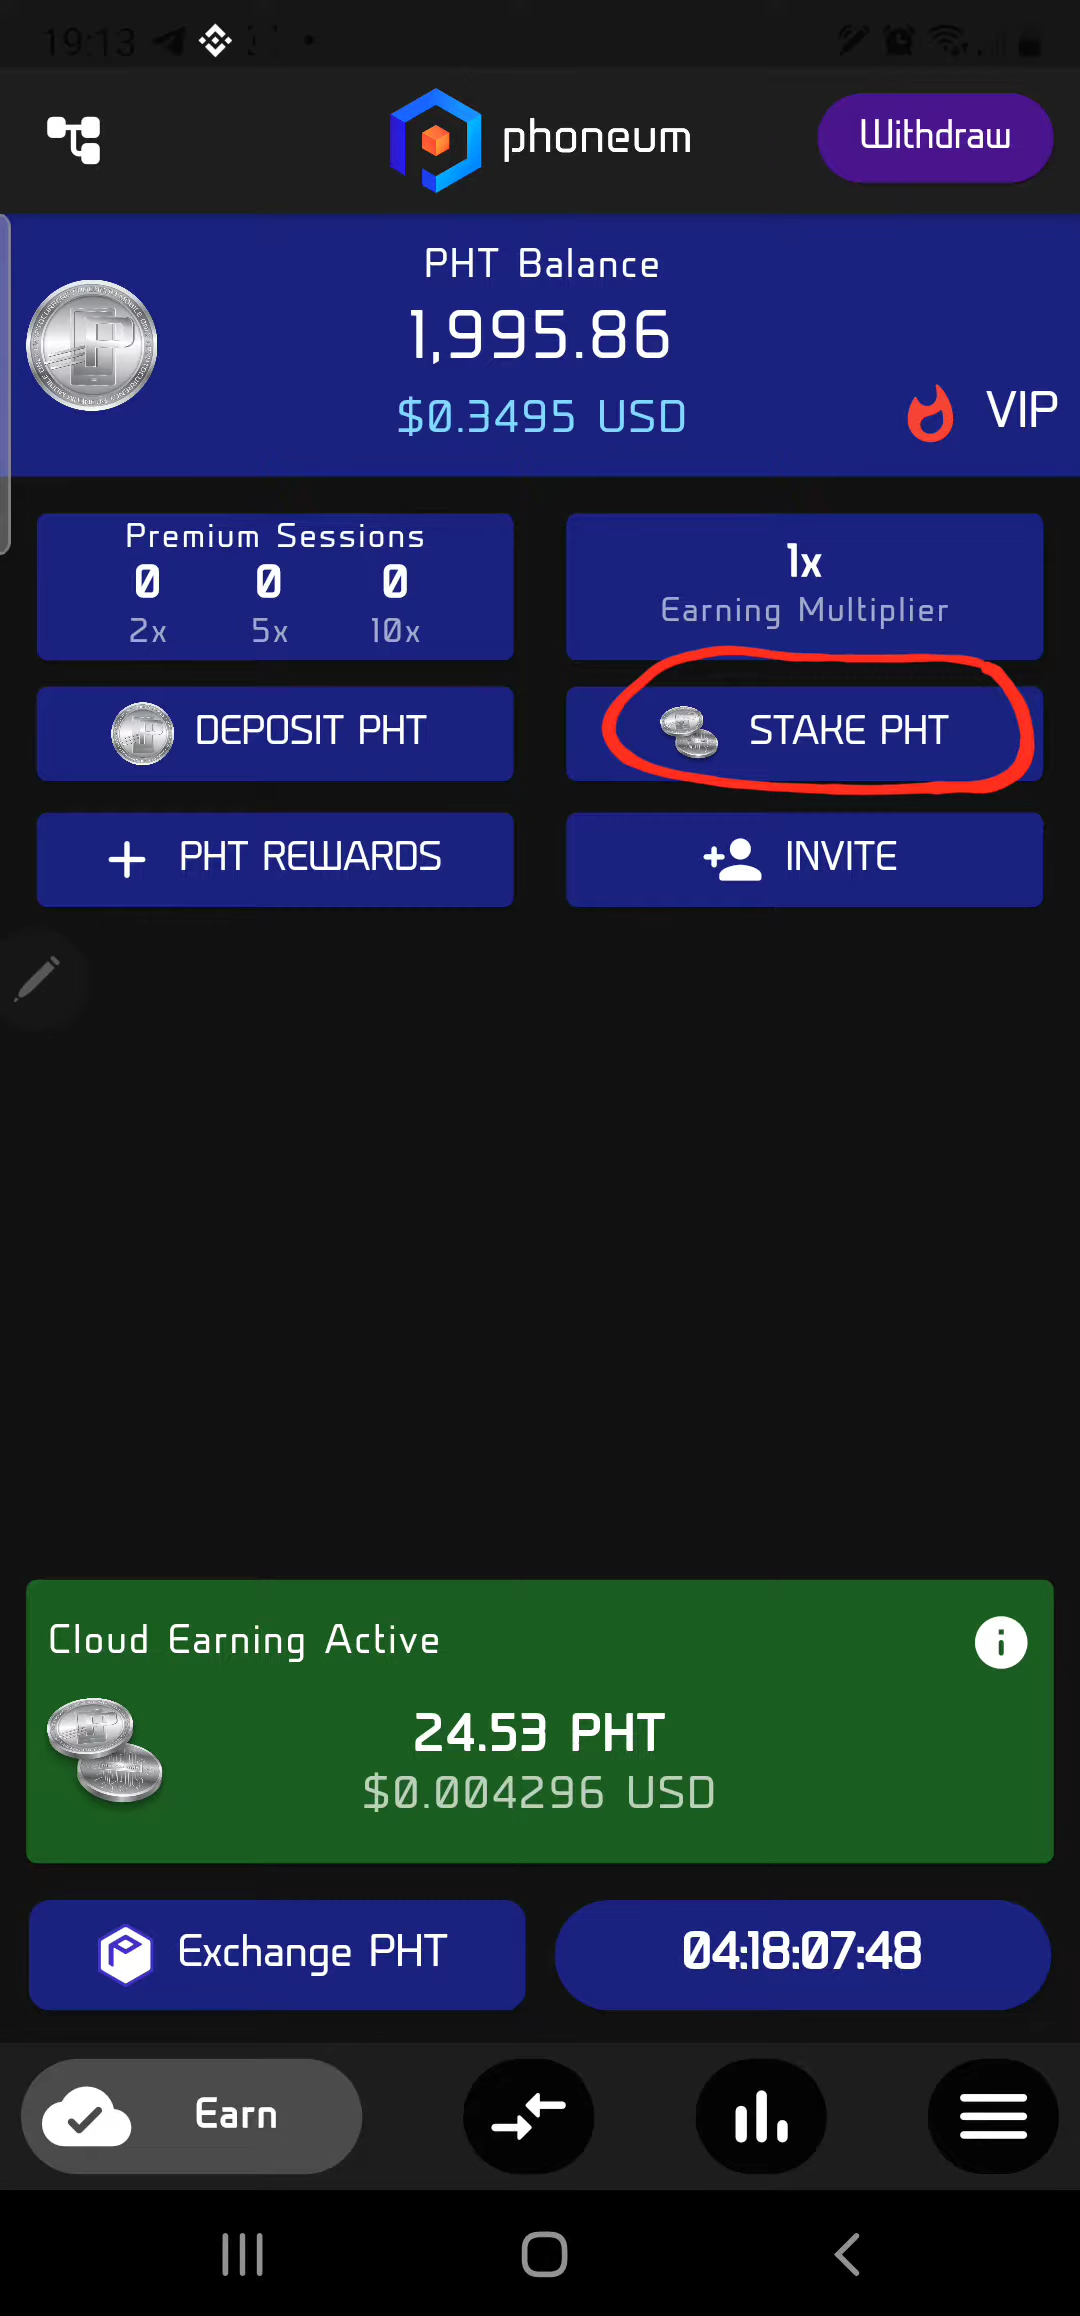 19:13
phoneum
Withdraw
PHT Balance
1,995.86
$0.3495 USD
VIP
Premium Sessions
0 0 0
2x 5x 10x
1x
Earning Multiplier
DEPOSIT PHT
STAKE PHT
PHT REWARDS
INVITE
Cloud Earning Active
24.53 PHT
$0.004296 USD
Exchange PHT
04:18:07:48
Earn